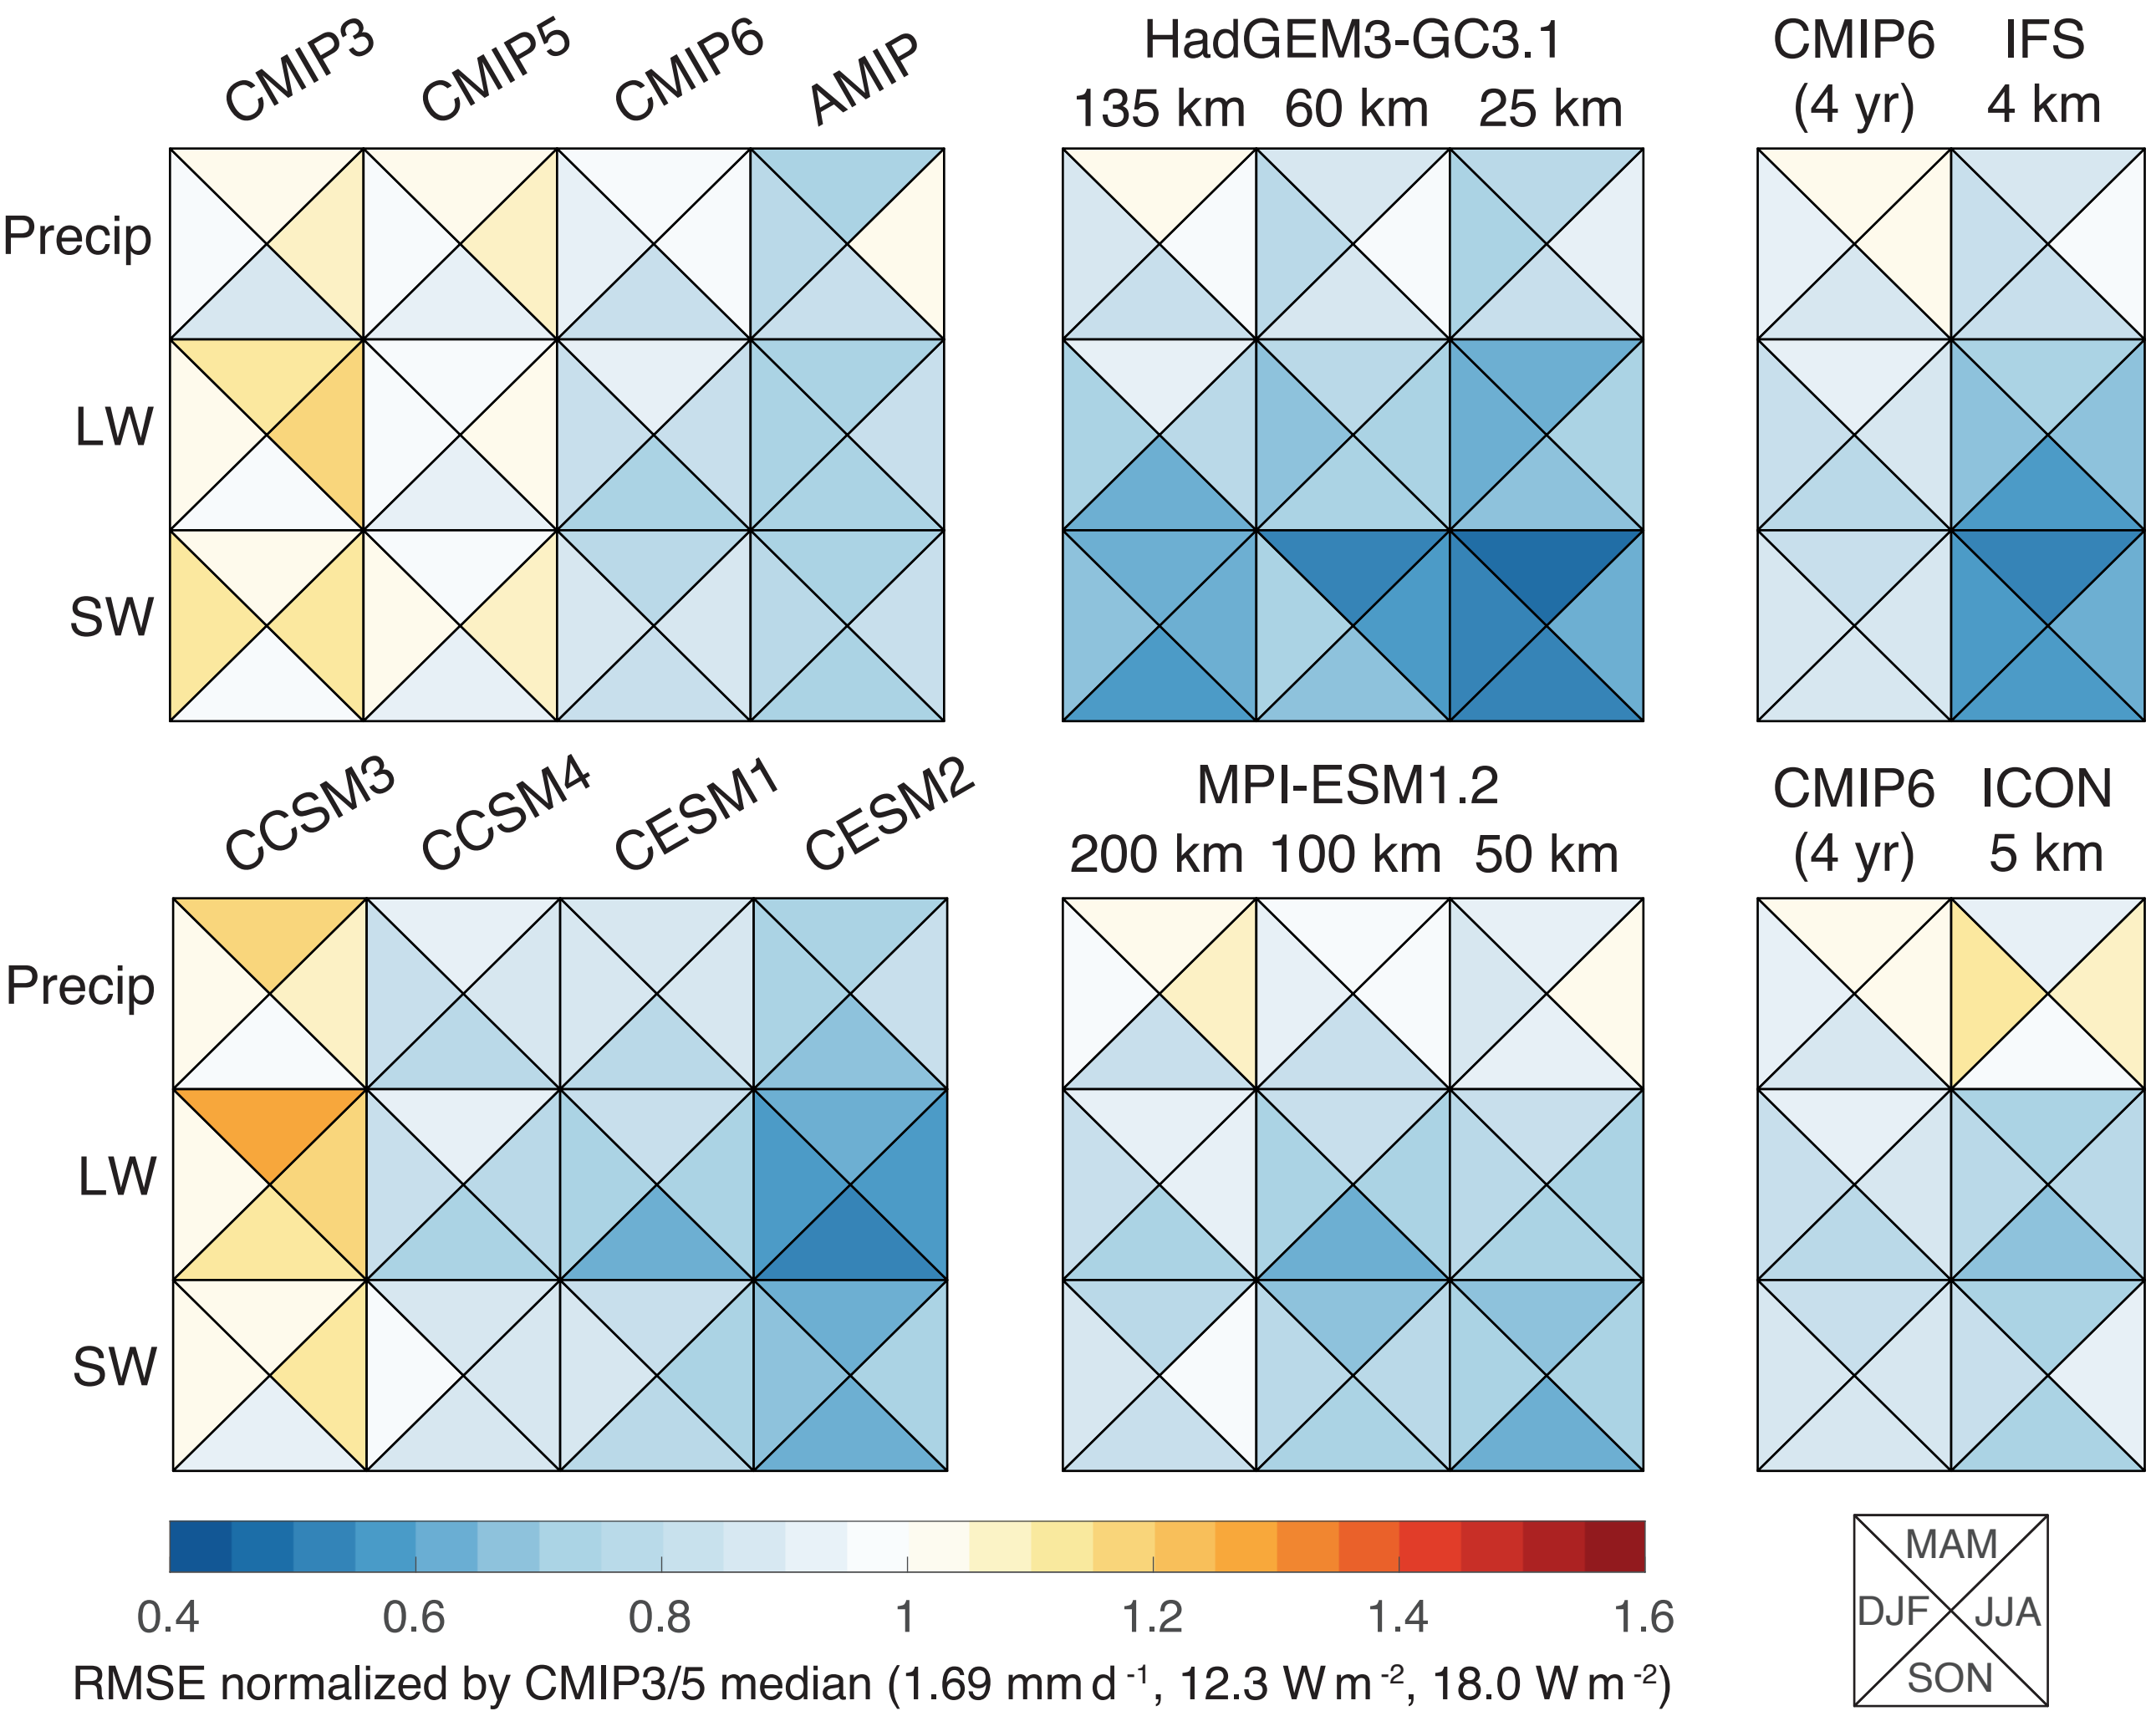 CMIP3 CMIP5 CMIP6 AMIP
HadGEM3-GC3.1
135 km 60 km 25 km
CMIP6 IFS
(4 yr) 4 km
Precip
LW
SW
CCSM3 CCSM4 CESM1 CESM2
MPI-ESM1.2
200 km 100 km 50 km
CMIP6 ICON
(4 yr) 5 km
Precip
LW
SW
0.4 0.6 0.8 1 1.2 1.4 1.6
RMSE normalized by CMIP3/5 median (1.69 mm d⁻¹, 12.3 W m⁻², 18.0 W m⁻²)
MAM
DJF JJA
SON